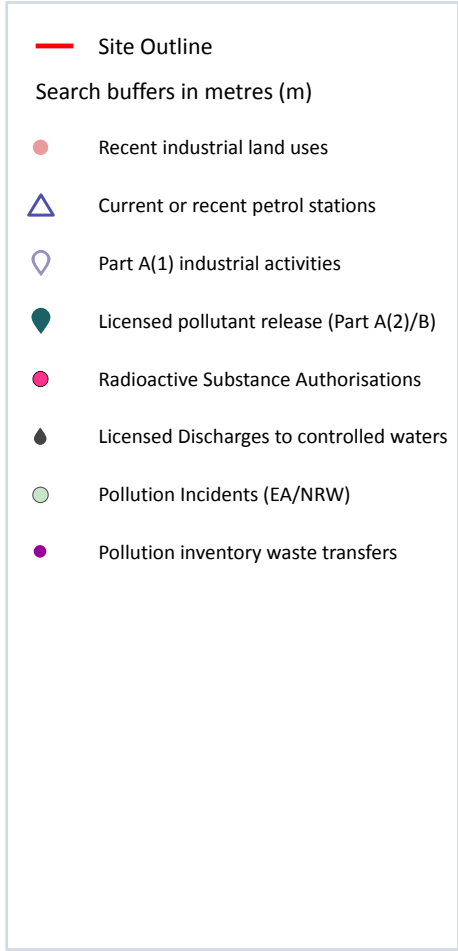 Site Outline
Search buffers in metres (m)
Recent industrial land uses
Current or recent petrol stations
Part A(1) industrial activities
Licensed pollutant release (Part A(2)/B)
Radioactive Substance Authorisations
Licensed Discharges to controlled waters
Pollution Incidents (EA/NRW)
Pollution inventory waste transfers